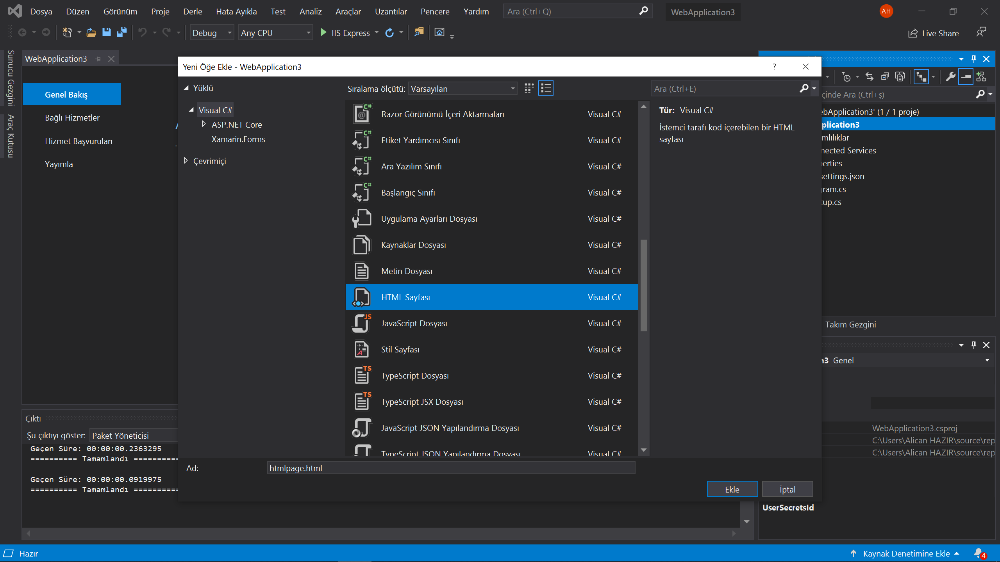 Dosya Düzen Görünüm Proje Derle Hata Ayıkla Test Analiz Araçlar Uzantılar Pencere Yardım Ara (Ctrl+Q) WebApplication3 AH
Debug Any CPU IIS Express Live Share
Sunucu Gezgini
Araç Kutusu
WebApplication3
Genel Bakış
Bağlı Hizmetler
Hizmet Başvuruları
Yayımla
Yeni Öğe Ekle - WebApplication3 ?
Yüklü
Visual C#
ASP.NET Core
Xamarin.Forms
Çevrimiçi
Sıralama ölçütü: Varsayılan
Razor Görünümü İçeri Aktarmaları Visual C#
Etiket Yardımcısı Sınıfı Visual C#
Ara Yazılım Sınıfı Visual C#
Başlangıç Sınıfı Visual C#
Uygulama Ayarları Dosyası Visual C#
Kaynaklar Dosyası Visual C#
Metin Dosyası Visual C#
HTML Sayfası Visual C#
JavaScript Dosyası Visual C#
Stil Sayfası Visual C#
TypeScript Dosyası Visual C#
TypeScript JSX Dosyası Visual C#
JavaScript JSON Yapılandırma Dosyası Visual C#
TypeScript JSON Yapılandırma Dosyası Visual C#
Ara (Ctrl+E)
Tür: Visual C#
İstemci tarafı kod içerebilen bir HTML
sayfası
Ad: htmlpage.html
Ekle İptal
çinde Ara (Ctrl+ş)
bApplication3' (1 / 1 proje)
plication3
mlılıklar
nected Services
erties
settings.json
gram.cs
tup.cs
Takım Gezgini
n3 Genel
WebApplication3.csproj
C:\Users\Alican HAZIR\source\rep
C:\Users\Alican HAZIR\source\rep
UserSecretsId
Çıktı
Şu çıktıyı göster: Paket Yöneticisi
Geçen Süre: 00:00:00.2363295
========== Tamamlandı ==========
Geçen Süre: 00:00:00.0919975
========== Tamamlandı ==========
Hazır Kaynak Denetimine Ekle 4